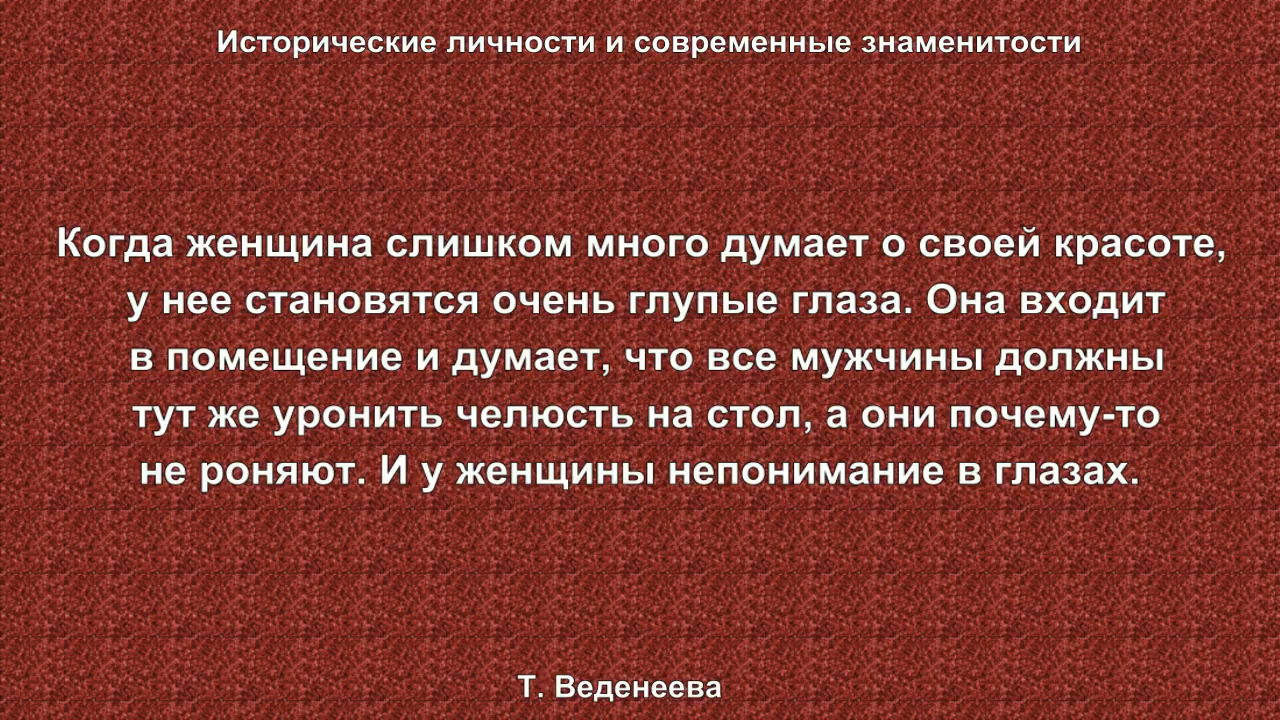 Исторические личности и современные знаменитости
Когда женщина слишком много думает о своей красоте,
у нее становятся очень глупые глаза. Она входит
в помещение и думает, что все мужчины должны
тут же уронить челюсть на стол, а они почему-то
не роняют. И у женщины непонимание в глазах.
Т. Веденеева